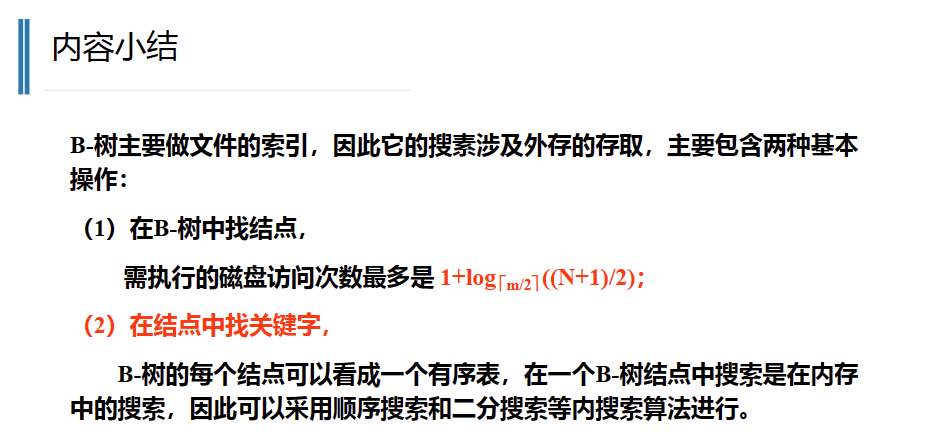 内容小结
B-树主要做文件的索引，因此它的搜素涉及外存的存取，主要包含两种基本
操作：
（1）在B-树中找结点，
需执行的磁盘访问次数最多是 1+log⌈m/2⌉((N+1)/2);
（2）在结点中找关键字，
B-树的每个结点可以看成一个有序表，在一个B-树结点中搜索是在内存
中的搜索，因此可以采用顺序搜索和二分搜索等内搜索算法进行。